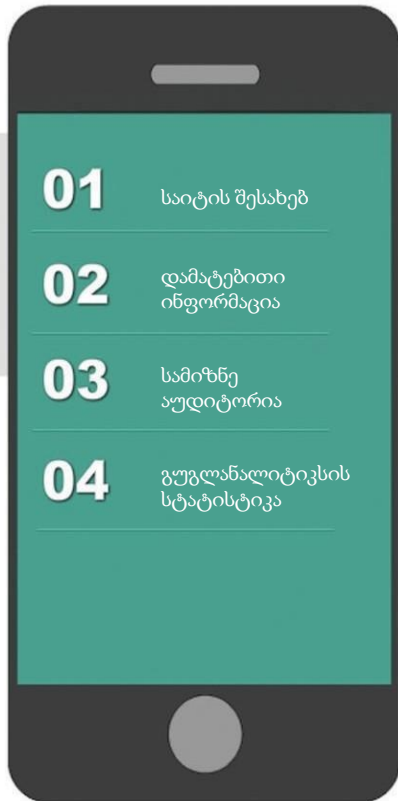 01
საიტის შესახებ
02
დამატებითი
ინფორმაცია
03
სამიზნე
აუდიტორია
04
გუგლანალიტიკსის
სტატისტიკა